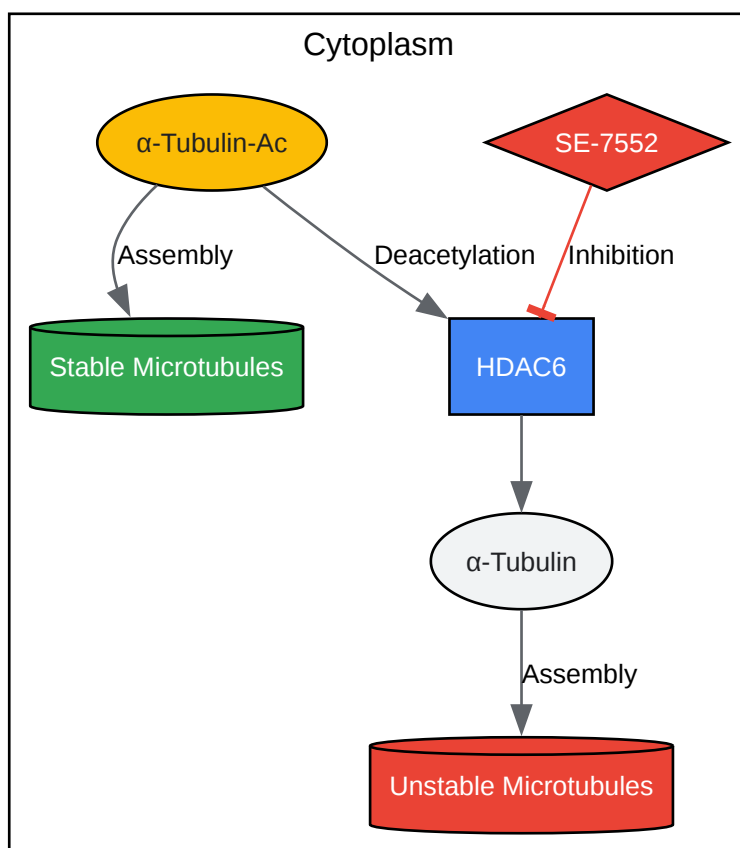 Cytoplasm
α-Tubulin-Ac
SE-7552
Assembly
Deacetylation
Inhibition
Stable Microtubules
HDAC6
α-Tubulin
Assembly
Unstable Microtubules